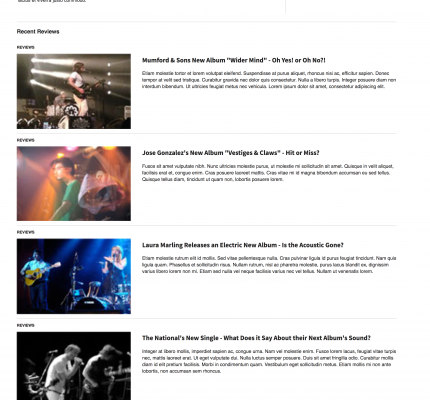 Recent Reviews
REVIEWS
Mumford & Sons New Album "Wider Mind" - Oh Yes! or Oh No?!
Etiam molestie tortor et lorem volutpat eleifend. Suspendisse at purus aliquet, rhoncus nisi ac, efficitur sapien. Donec
tempor at velit sed tristique. Curabitur gravida nec dolor quis consectetur. Nulla a libero turpis. Integer posuere diam non
interdum bibendum. Ut ultricies feugiat metus nec vehicula. Lorem ipsum dolor sit amet, consectetur adipiscing elit.
REVIEWS
Jose Gonzalez's New Album "Vestiges & Claws" - Hit or Miss?
Fusce sit amet vulputate nibh. Nunc ultricies molestie purus, ut molestie mi sollicitudin sit amet. Quisque in velit aliquet,
facilisis erat et, congue enim. Cras posuere laoreet mattis. Cras vitae mi id magna bibendum accumsan eu sed tellus.
Quisque tellus diam, tincidunt ut quam non, lobortis posuere lorem.
REVIEWS
Laura Marling Releases an Electric New Album - Is the Acoustic Gone?
Etiam molestie rutrum elit id mollis. Sed vitae pellentesque nulla. Cras pulvinar ligula id purus feugiat tincidunt. Nam quis
ligula quam. Phasellus et sollicitudin risus. Nullam rutrum, nisl ac pharetra molestie, purus lacus blandit ex, dignissim
varius libero lorem non mi. Etiam sed nulla vel neque facilisis varius nec vel tellus. Nullam ut venenatis lorem.
REVIEWS
The National's New Single - What Does it Say About their Next Album's Sound?
Integer at libero mollis, imperdiet sapien ac, congue urna. Nam vel molestie enim. Fusce lorem lacus, feugiat vitae turpis
nec, mattis laoreet erat. Ut eget vulputate dui. Nulla luctus semper posuere. Duis sit amet fringilla odio. Curabitur mollis
diam id elit pretium facilisis. Morbi in condimentum quam. Vestibulum eget sollicitudin metus. Etiam mollis mi non ante
lobortis, non accumsan sem rhoncus.